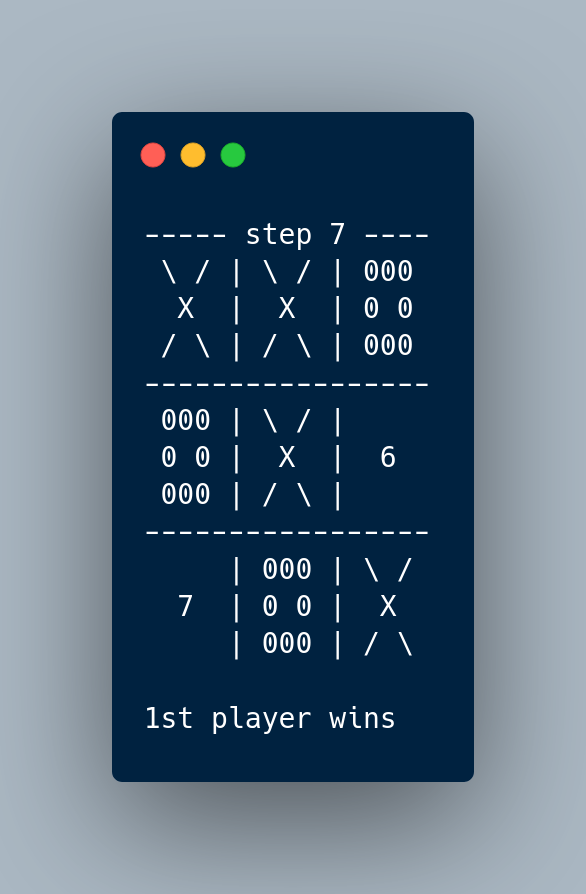 ----- step 7 ----
 \ / | \ / | 000
  X  |  X  | 0 0
 / \ | / \ | 000
-----------------
 000 | \ / |
 0 0 |  X  |  6
 000 | / \ |
-----------------
     | 000 | \ /
  7  | 0 0 |  X
     | 000 | / \

1st player wins